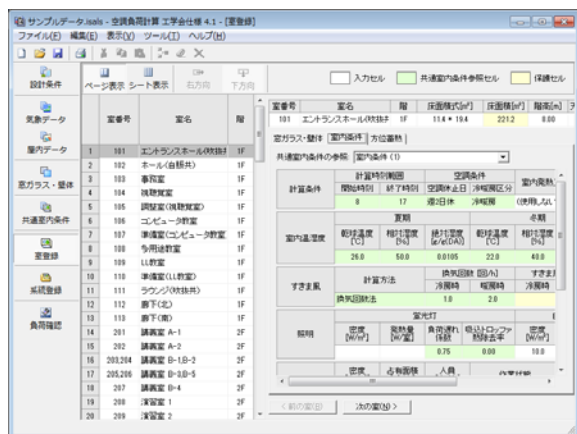 サンプルデータ.isals - 空調負荷計算 工学会仕様 4.1 - [室登録]
ファイル(F) 編集(E) 表示(V) ツール(T) ヘルプ(H)
ページ表示 シート表示 右方向 下方向
入力セル 共通室内条件参照セル 保護セル
設計条件
気象データ
屋内データ
窓ガラス・壁体
共通室内条件
室登録
系統登録
負荷確認
室番号 室名 階
1 101 エントランスホール(吹抜) 1F
2 102 ホール(自販共) 1F
3 103 事務室 1F
4 104 視聴覚室 1F
5 105 調整室(視聴覚室) 1F
6 106 コンピュータ教室 1F
7 107 準備室(コンピュータ教室 1F
8 108 多用途教室 1F
9 109 LL教室 1F
10 110 準備室(LL教室) 1F
11 111 ラウンジ(吹抜共) 1F
12 112 廊下(北) 1F
13 113 廊下(南) 1F
14 201 講義室 A-1 2F
15 202 講義室 A-2 2F
16 203,204 講義室 B-1,B-2 2F
17 205,206 講義室 B-3,B-5 2F
18 207 講義室 B-4 2F
19 208 演習室 1 2F
20 209 演習室 2 2F
室番号 室名 階 床面積式[㎡] 床面積[㎡] 階高[m]
101 エントランスホール(吹抜 1F 11.4 * 19.4 221.2 8.00
窓ガラス・壁体 室内条件 方位蓄熱
共通室内条件の参照 室内条件 (1)
計算条件 計算時刻範囲 空調条件 室内発熱
開始時刻 終了時刻 空調休止日 冷暖房区分
8 17 週2日休 冷暖房 (使用しない
室内温湿度 夏期 冬期
乾球温度[℃] 相対湿度[%] 絶対湿度[g/g(DA)] 乾球温度[℃] 相対湿度[%]
26.0 50.0 0.0105 22.0 40.0
すきま風 計算方法 換気回数 [回/h] すきま
冷房時 暖房時 冷房時
換気回数法 1.0 2.0
照明 蛍光灯
密度[W/㎡] 発熱量[W/室] 負荷遅れ係数 吸込トロッファ熱除去率 密度[W/㎡]
0.75 0.00 10.0
密度 占有面積 人員 作業状態
< 前の室(B) 次の室(N) >